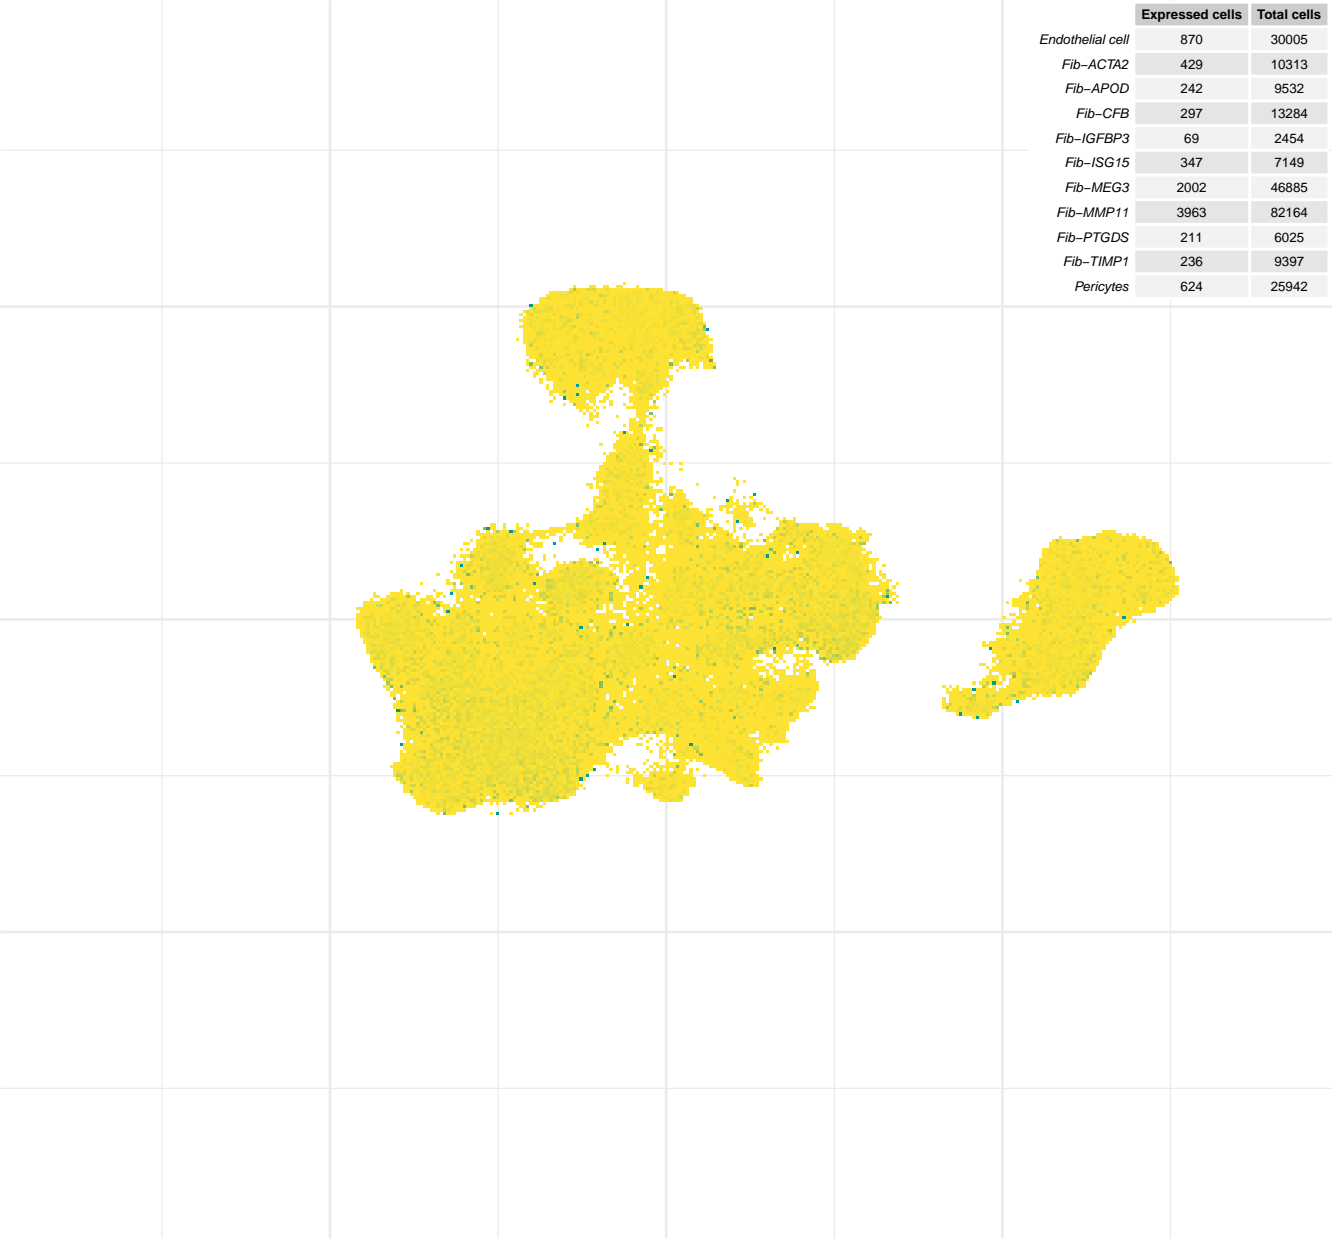 Expressed cells Total cells
Endothelial cell 870 30005
Fib−ACTA2 429 10313
Fib−APOD 242 9532
Fib−CFB 297 13284
Fib−IGFBP3 69 2454
Fib−ISG15 347 7149
Fib−MEG3 2002 46885
Fib−MMP11 3963 82164
Fib−PTGDS 211 6025
Fib−TIMP1 236 9397
Pericytes 624 25942